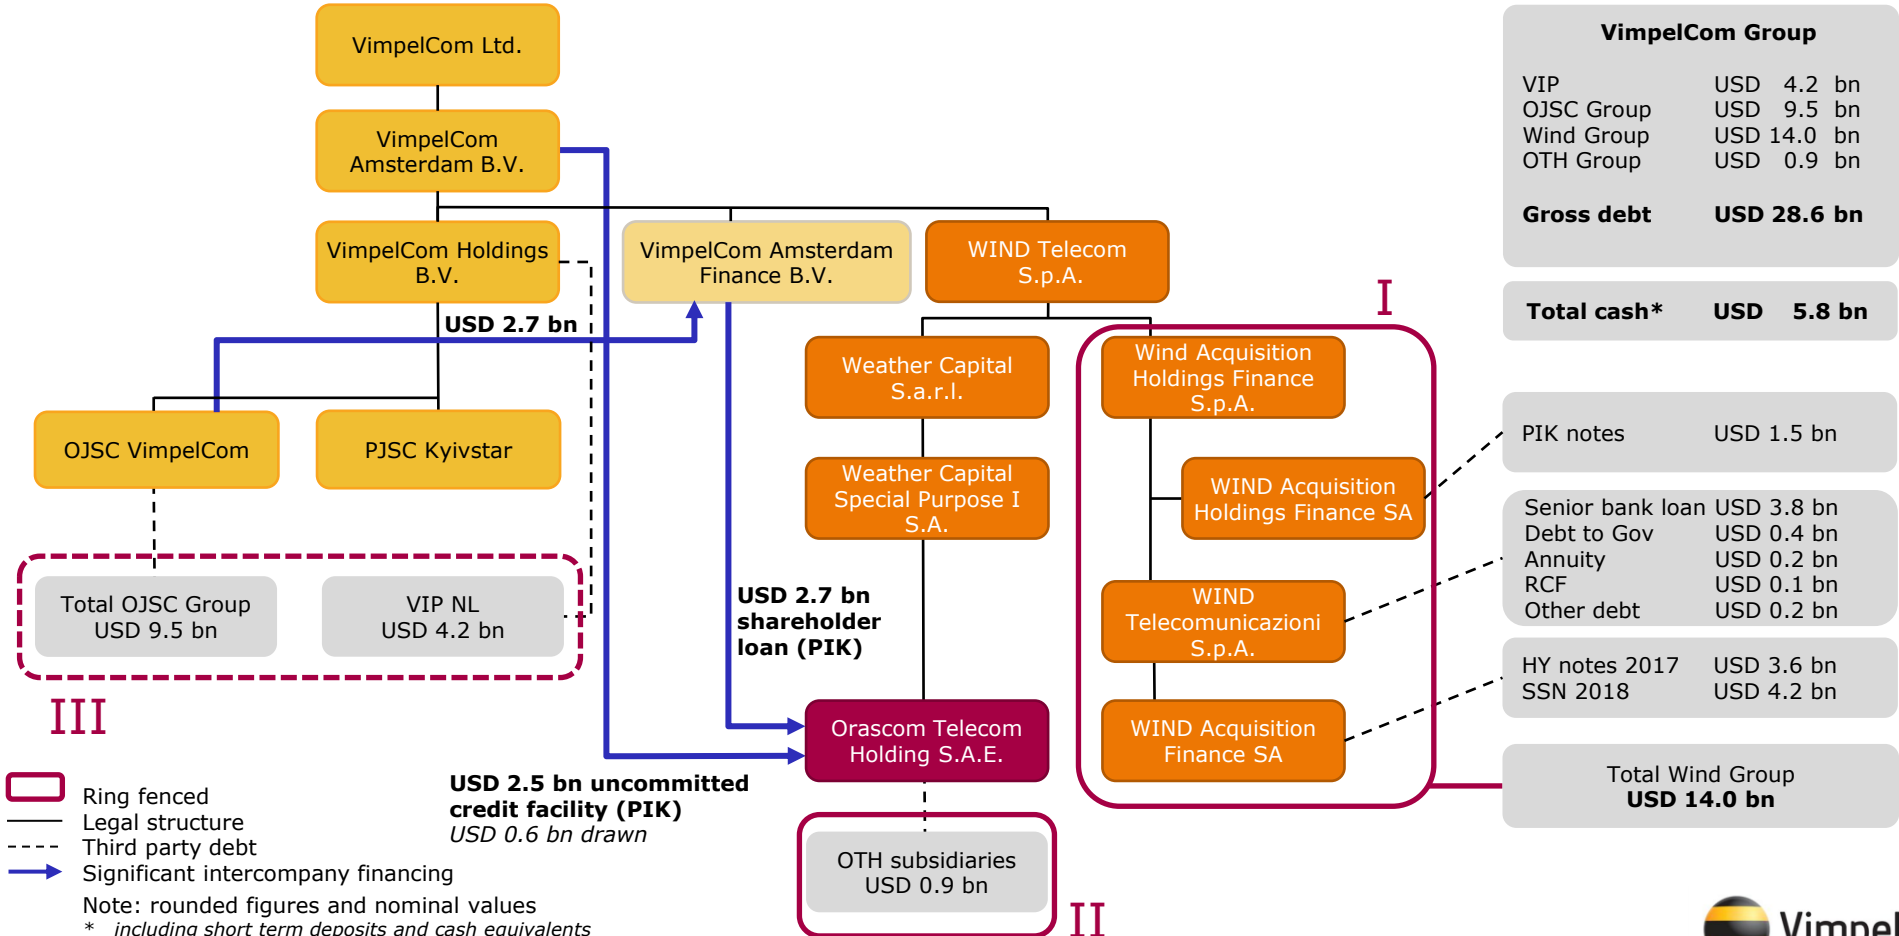 VimpelCom Ltd.
VimpelCom
Amsterdam B.V.
VimpelCom Holdings
B.V.
VimpelCom Amsterdam
Finance B.V.
WIND Telecom
S.p.A.
USD 2.7 bn
OJSC VimpelCom
PJSC Kyivstar
Weather Capital
S.a.r.l.
Weather Capital
Special Purpose I
S.A.
I
Wind Acquisition
Holdings Finance
S.p.A.
WIND Acquisition
Holdings Finance SA
WIND
Telecomunicazioni
S.p.A.
WIND Acquisition
Finance SA
Total OJSC Group
USD 9.5 bn
VIP NL
USD 4.2 bn
III
USD 2.7 bn
shareholder
loan (PIK)
Orascom Telecom
Holding S.A.E.
USD 2.5 bn uncommitted
credit facility (PIK)
USD 0.6 bn drawn
OTH subsidiaries
USD 0.9 bn
II
VimpelCom Group
VIP USD 4.2 bn
OJSC Group USD 9.5 bn
Wind Group USD 14.0 bn
OTH Group USD 0.9 bn
Gross debt USD 28.6 bn
Total cash* USD 5.8 bn
PIK notes USD 1.5 bn
Senior bank loan USD 3.8 bn
Debt to Gov USD 0.4 bn
Annuity USD 0.2 bn
RCF USD 0.1 bn
Other debt USD 0.2 bn
HY notes 2017 USD 3.6 bn
SSN 2018 USD 4.2 bn
Total Wind Group
USD 14.0 bn
Ring fenced
Legal structure
Third party debt
Significant intercompany financing
Note: rounded figures and nominal values
* including short term deposits and cash equivalents
Vimpel